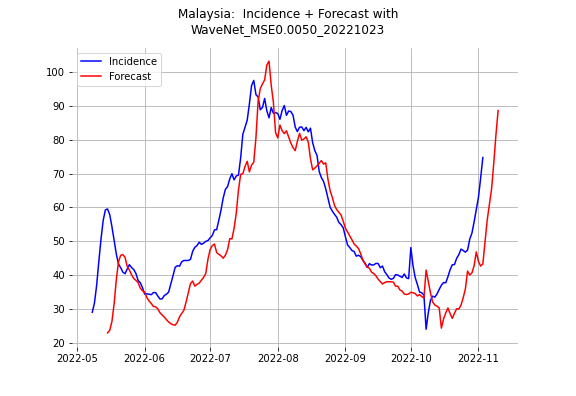 Malaysia:  Incidence + Forecast with
WaveNet_MSE0.0050_20221023
Incidence
Forecast
100
90
80
70
60
50
40
30
20
2022-05 2022-06 2022-07 2022-08 2022-09 2022-10 2022-11